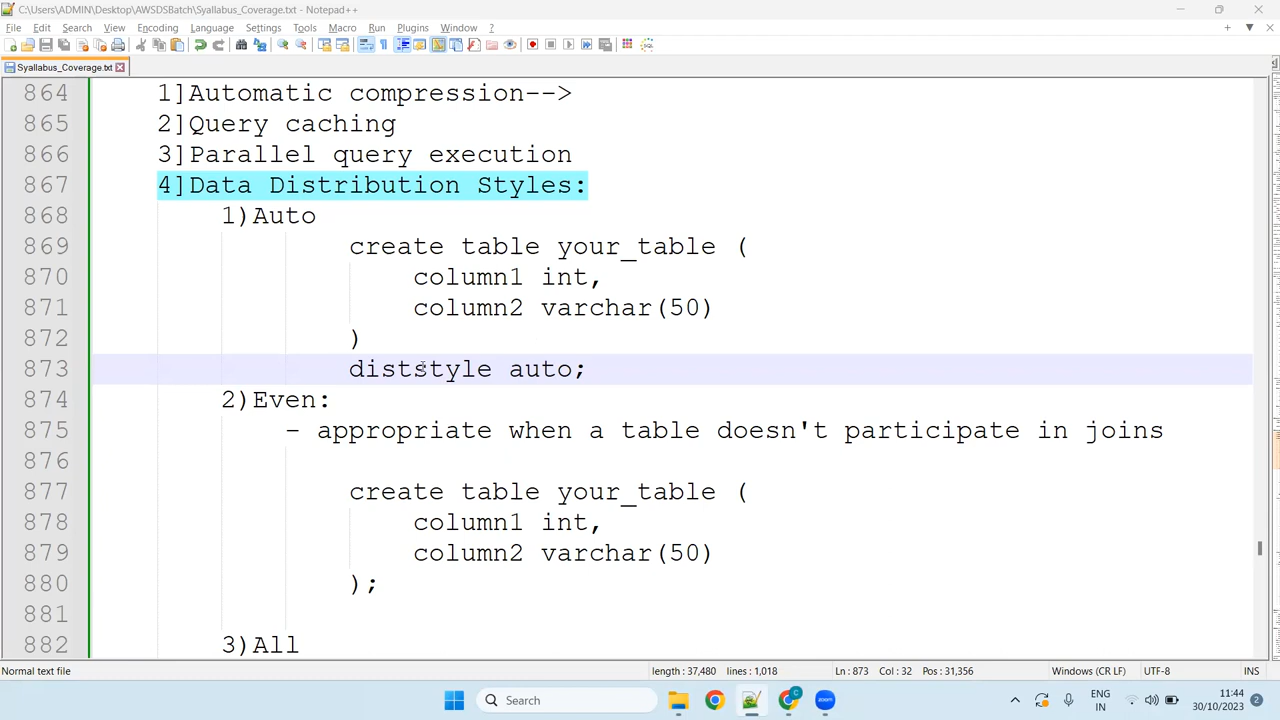 C:\Users\ADMIN\Desktop\AWSDSBatch\Syallabus_Coverage.txt - Notepad++
File Edit Search View Encoding Language Settings Tools Macro Run Plugins Window ?
Syallabus_Coverage.txt
864 1]Automatic compression-->
865 2]Query caching
866 3]Parallel query execution
867 4]Data Distribution Styles:
868 1)Auto
869 create table your_table (
870 column1 int,
871 column2 varchar(50)
872 )
873 diststyle auto;
874 2)Even:
875 - appropriate when a table doesn't participate in joins
876
877 create table your_table (
878 column1 int,
879 column2 varchar(50)
880 );
881
882 3)All
Normal text file length : 37,480 lines : 1,018 Ln : 873 Col : 32 Pos : 31,356 Windows (CR LF) UTF-8 INS
Search ENG IN 11:44 30/10/2023